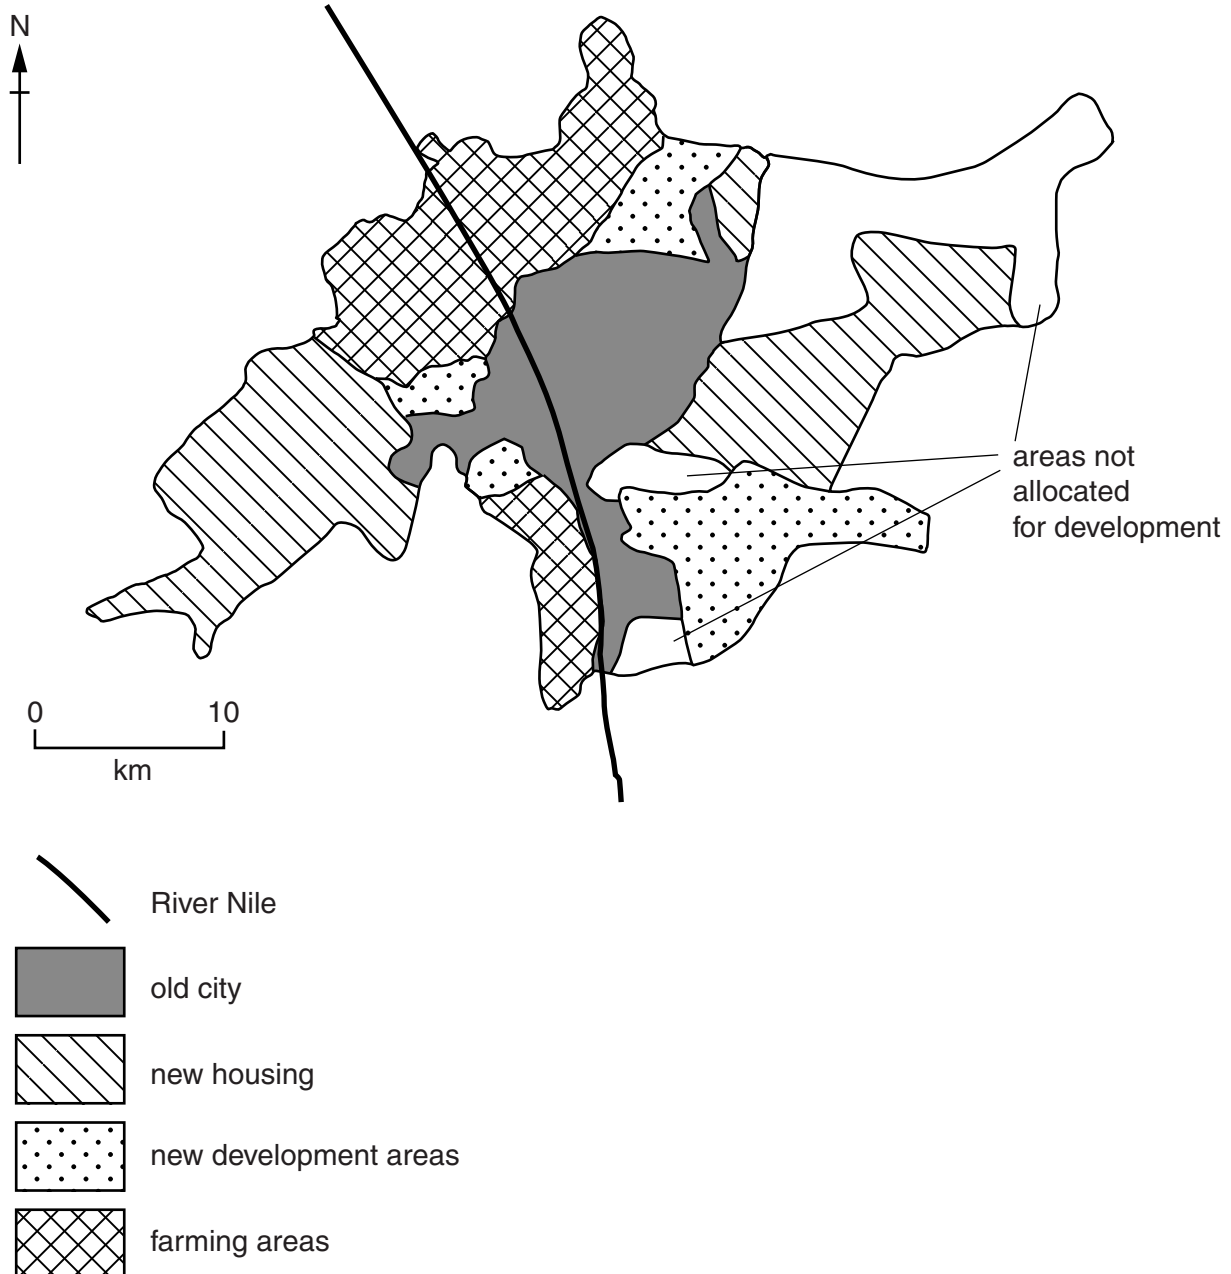 N
areas not
allocated
for development
0 10
km
River Nile
old city
new housing
new development areas
farming areas